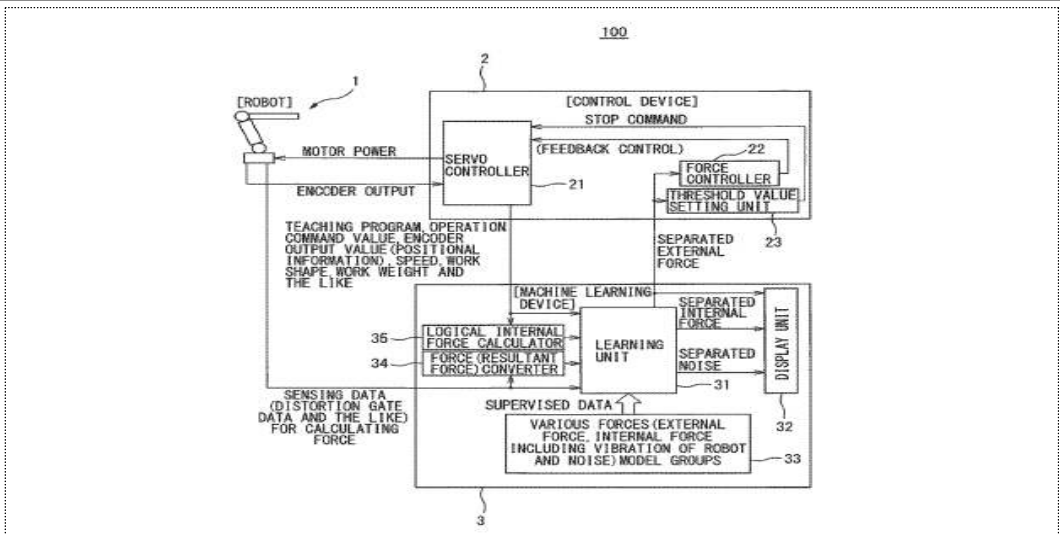 100
2
1
[ROBOT]
[CONTROL DEVICE]
STOP COMMAND
(FEEDBACK CONTROL)
22
MOTOR POWER
SERVO
CONTROLLER
FORCE
CONTROLLER
21
ENCODER OUTPUT
THRESHOLD VALUE
SETTING UNIT
23
TEACHING PROGRAM, OPERATION
COMMAND VALUE, ENCODER
OUTPUT VALUE (POSITIONAL
INFORMATION), SPEED, WORK
SHAPE, WORK WEIGHT AND
THE LIKE
SEPARATED
EXTERNAL
FORCE
[MACHINE LEARNING
DEVICE]
SEPARATED
INTERNAL
FORCE
35
LOGICAL INTERNAL
FORCE CALCULATOR
34
FORCE (RESULTANT
FORCE) CONVERTER
LEARNING
UNIT
SEPARATED
NOISE
DISPLAY UNIT
31
32
SENSING DATA
(DISTORTION GATE
DATA AND THE LIKE)
FOR CALCULATING
FORCE
SUPERVISED DATA
VARIOUS FORCES (EXTERNAL
FORCE, INTERNAL FORCE
INCLUDING VIBRATION OF ROBOT
AND NOISE) MODEL GROUPS
33
3